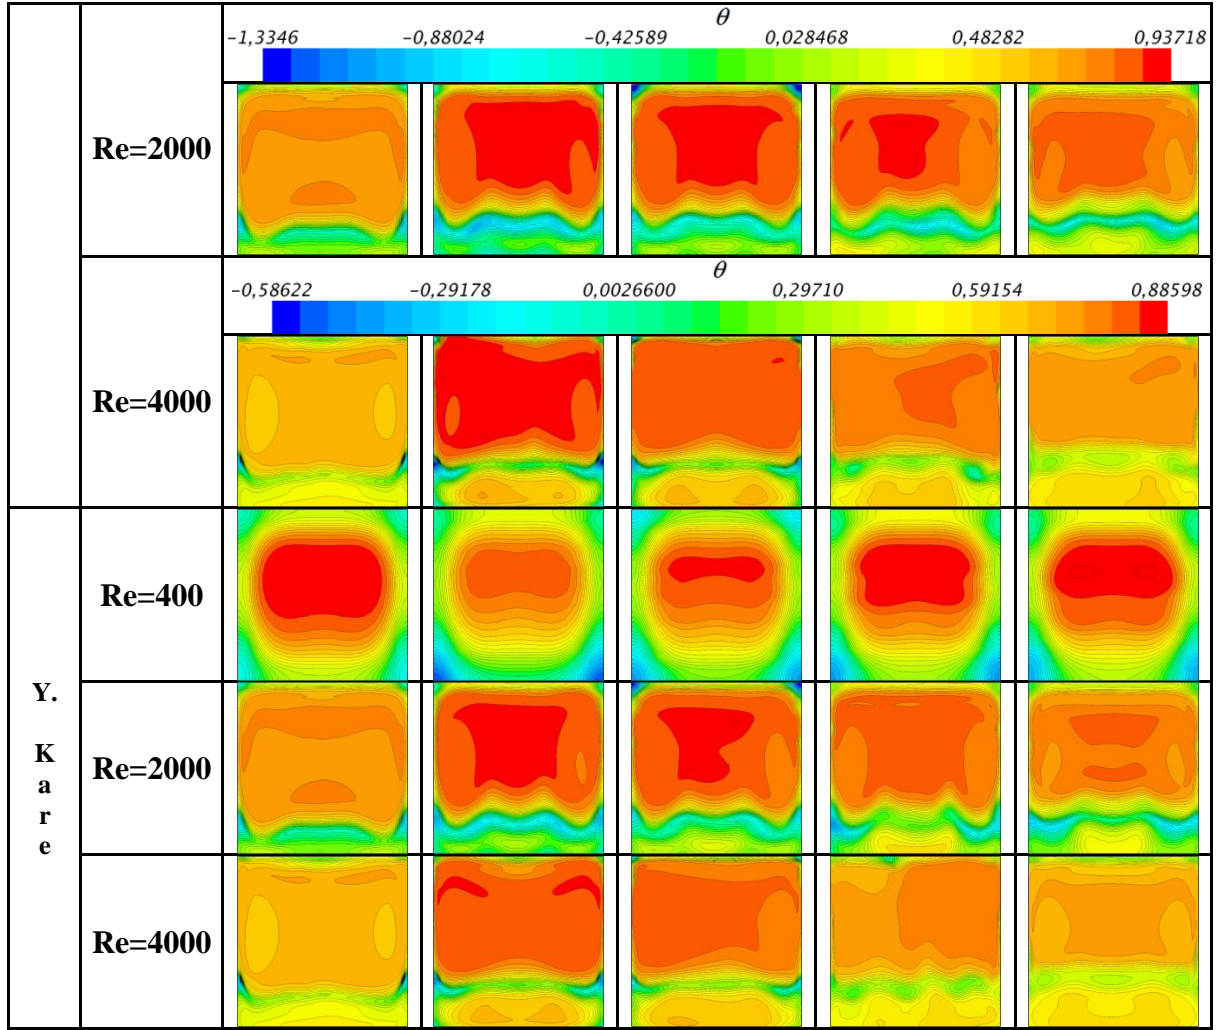 θ
−1,3346 −0,88024 −0,42589 0,028468 0,48282 0,93718
Re=2000
θ
−0,58622 −0,29178 0,0026600 0,29710 0,59154 0,88598
Re=4000
Re=400
Y.
K
a
r
e
Re=2000
Re=4000